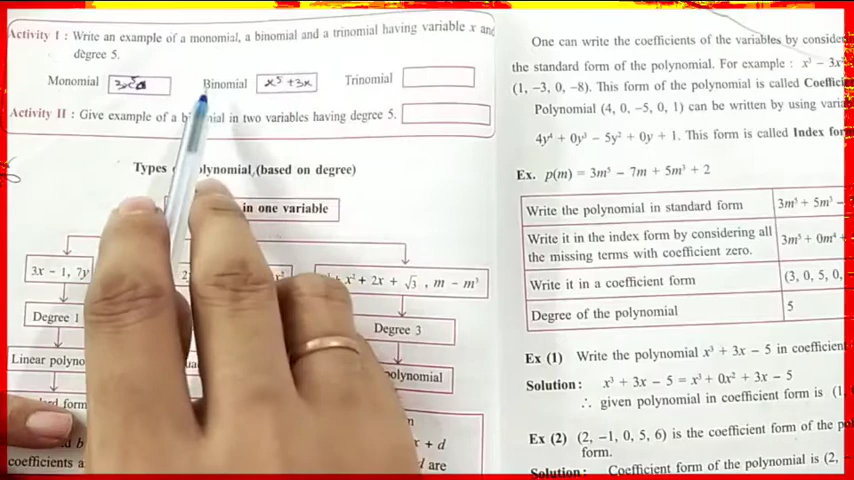 Activity I : Write an example of a monomial, a binomial and a trinomial having variable x and
degree 5.
Monomial Binomial x⁵ +3x Trinomial
Activity II : Give example of a binomial in two variables having degree 5.
Types polynomial (based on degree)
in one variable
3x − 1, 7y
x² + 2x + √3 , m − m³
Degree 1
Degree 3
Linear polyno
polynomial
form
x + d
are
coefficients a
One can write the coefficients of the variables by consider
the standard form of the polynomial. For example : x³ − 3x²
(1, −3, 0, −8). This form of the polynomial is called Coeffici
Polynomial (4, 0, −5, 0, 1) can be written by using varia
4y⁴ + 0y³ − 5y² + 0y + 1. This form is called Index for
Ex. p(m) = 3m⁵ − 7m + 5m³ + 2
Write the polynomial in standard form 3m⁵ + 5m³ −
Write it in the index form by considering all
the missing terms with coefficient zero. 3m⁵ + 0m⁴ +
Write it in a coefficient form (3, 0, 5, 0,
Degree of the polynomial 5
Ex (1) Write the polynomial x³ + 3x − 5 in coefficient
Solution : x³ + 3x − 5 = x³ + 0x² + 3x − 5
∴ given polynomial in coefficient form is (1,
Ex (2) (2, −1, 0, 5, 6) is the coefficient form of the po
form.
Solution : Coefficient form of the polynomial is (2, −